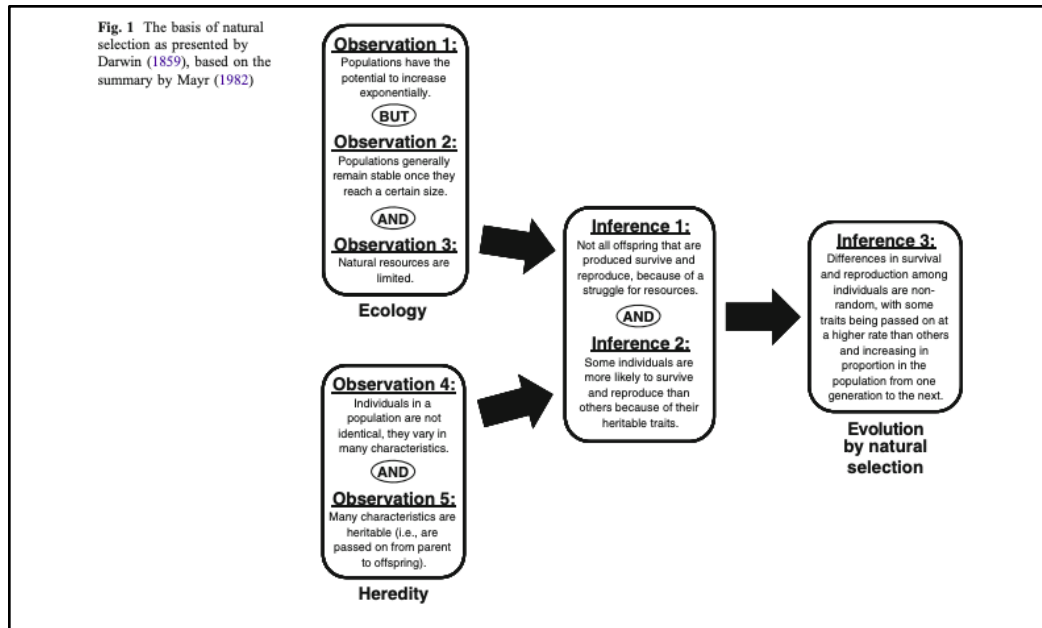 Fig. 1 The basis of natural
selection as presented by
Darwin (1859), based on the
summary by Mayr (1982)
Observation 1:
Populations have the
potential to increase
exponentially.
BUT
Observation 2:
Populations generally
remain stable once they
reach a certain size.
AND
Observation 3:
Natural resources are
limited.
Ecology
Observation 4:
Individuals in a
population are not
identical, they vary in
many characteristics.
AND
Observation 5:
Many characteristics are
heritable (i.e., are
passed on from parent
to offspring).
Heredity
Inference 1:
Not all offspring that are
produced survive and
reproduce, because of a
struggle for resources.
AND
Inference 2:
Some individuals are
more likely to survive
and reproduce than
others because of their
heritable traits.
Inference 3:
Differences in survival
and reproduction among
individuals are non-
random, with some
traits being passed on at
a higher rate than others
and increasing in
proportion in the
population from one
generation to the next.
Evolution
by natural
selection